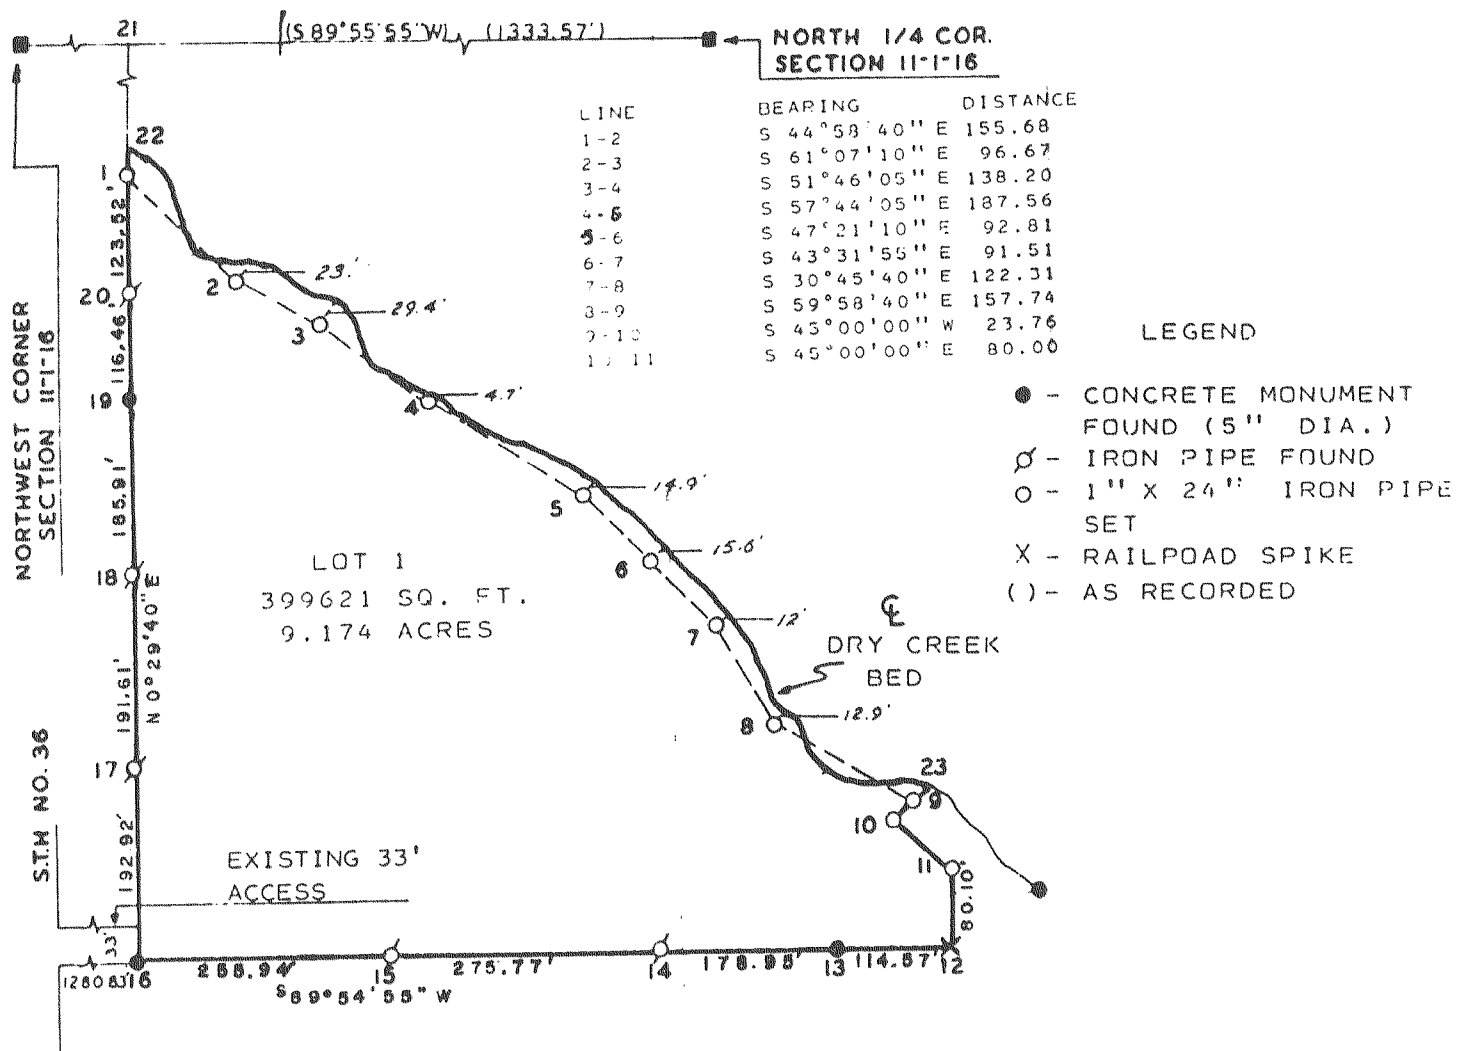 21
(S 89°55'55"W) (1333.57')
NORTH 1/4 COR.
SECTION 11-1-16
LINE BEARING DISTANCE
1-2 S 44°58'40" E 155.68
2-3 S 61°07'10" E 96.67
3-4 S 51°46'05" E 138.20
4-5 S 57°44'05" E 187.56
5-6 S 47°21'10" E 92.81
6-7 S 43°31'55" E 91.51
7-8 S 30°45'40" E 122.31
8-9 S 59°58'40" E 157.74
9-10 S 45°00'00" W 23.76
10-11 S 45°00'00" E 80.00
22
1
123.52'
20
116.46'
19
185.91'
18
191.61'
N 0°29'40" E
17
192.92'
NORTHWEST CORNER
SECTION 11-1-16
S.T.H NO. 36
2
23.'
3
29.4'
4
4.7'
5
14.9'
6
15.6'
7
12'
8
12.9'
23
9
10
11
80.10'
LOT 1
399621 SQ. FT.
9.174 ACRES
℄
DRY CREEK
BED
LEGEND
● - CONCRETE MONUMENT
FOUND (5" DIA.)
- IRON PIPE FOUND
O - 1" X 24" IRON PIPE
SET
X - RAILPOAD SPIKE
( ) - AS RECORDED
EXISTING 33'
ACCESS
33'
1280.83'
16
258.94'
15
275.77'
14
178.95'
13
114.57'
12
S 89°54'55" W